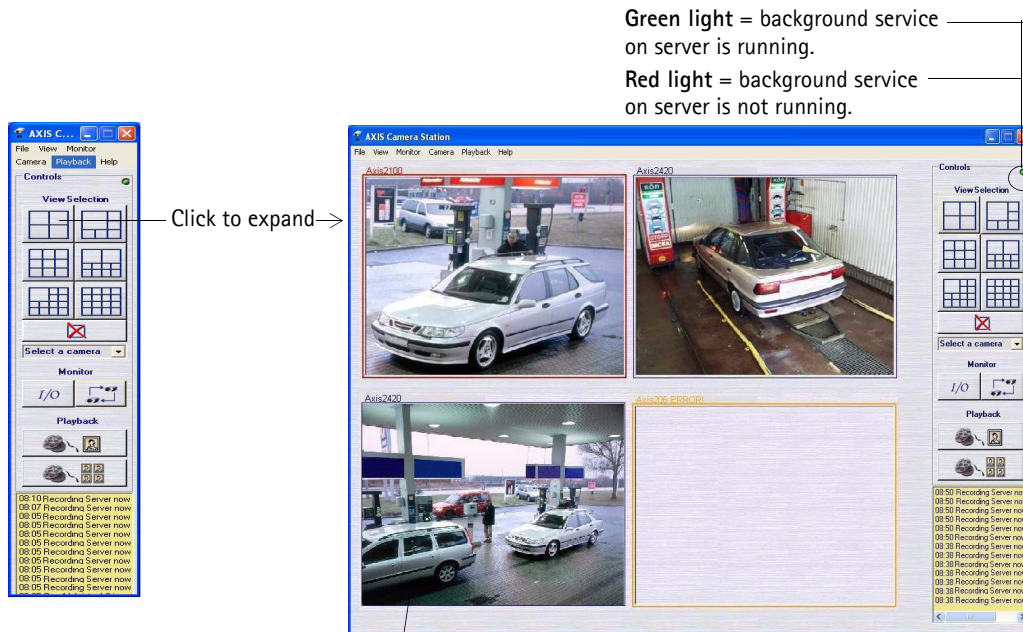 Green light = background service
on server is running.
Red light = background service
on server is not running.
AXIS C...
File View Monitor
Camera Playback Help
Controls
View Selection
Select a camera
Monitor
I/O
Playback
08:10 Recording Server now
08:07 Recording Server now
08:05 Recording Server now
08:05 Recording Server now
08:05 Recording Server now
08:05 Recording Server now
08:05 Recording Server now
08:05 Recording Server now
08:05 Recording Server now
08:05 Recording Server now
Click to expand
AXIS Camera Station
File View Monitor Camera Playback Help
Axis2100
Axis2420
Axis2420
Axis205 ERROR!
Controls
View Selection
Select a camera
Monitor
I/O
Playback
08:50 Recording Server no
08:50 Recording Server no
08:50 Recording Server no
08:50 Recording Server no
08:50 Recording Server no
08:50 Recording Server no
08:38 Recording Server no
08:38 Recording Server no
08:38 Recording Server no
08:38 Recording Server no
08:38 Recording Server no
08:38 Recording Server no
08:38 Recording Server no